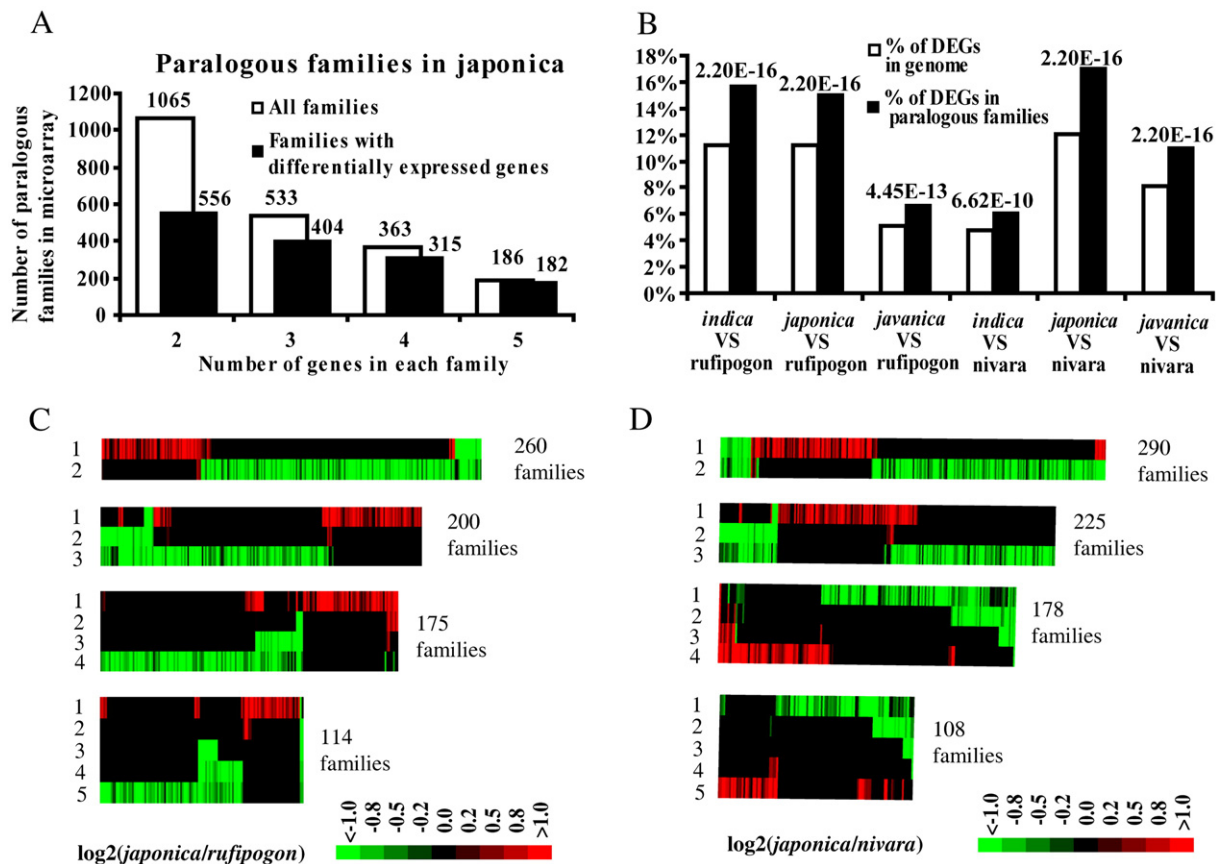 A
Paralogous families in japonica
Number of paralogous
families in microarray
1200
1000
800
600
400
200
0
1065
556
533
404
363
315
186
182
All families
Families with
differentially expressed genes
2 3 4 5
Number of genes in each family
B
18%
16%
14%
12%
10%
8%
6%
4%
2%
0%
2.20E-16
2.20E-16
4.45E-13
6.62E-10
2.20E-16
2.20E-16
% of DEGs
in genome
% of DEGs in
paralogous families
indica japonica javanica indica japonica javanica
VS VS VS VS VS VS
rufipogon rufipogon rufipogon nivara nivara nivara
C
1
2
260
families
1
2
3
200
families
1
2
3
4
175
families
1
2
3
4
5
114
families
<-1.0 -0.8 -0.5 -0.2 0.0 0.2 0.5 0.8 >1.0
log2(japonica/rufipogon)
D
1
2
290
families
1
2
3
225
families
1
2
3
4
178
families
1
2
3
4
5
108
families
<-1.0 -0.8 -0.5 -0.2 0.0 0.2 0.5 0.8 >1.0
log2(japonica/nivara)